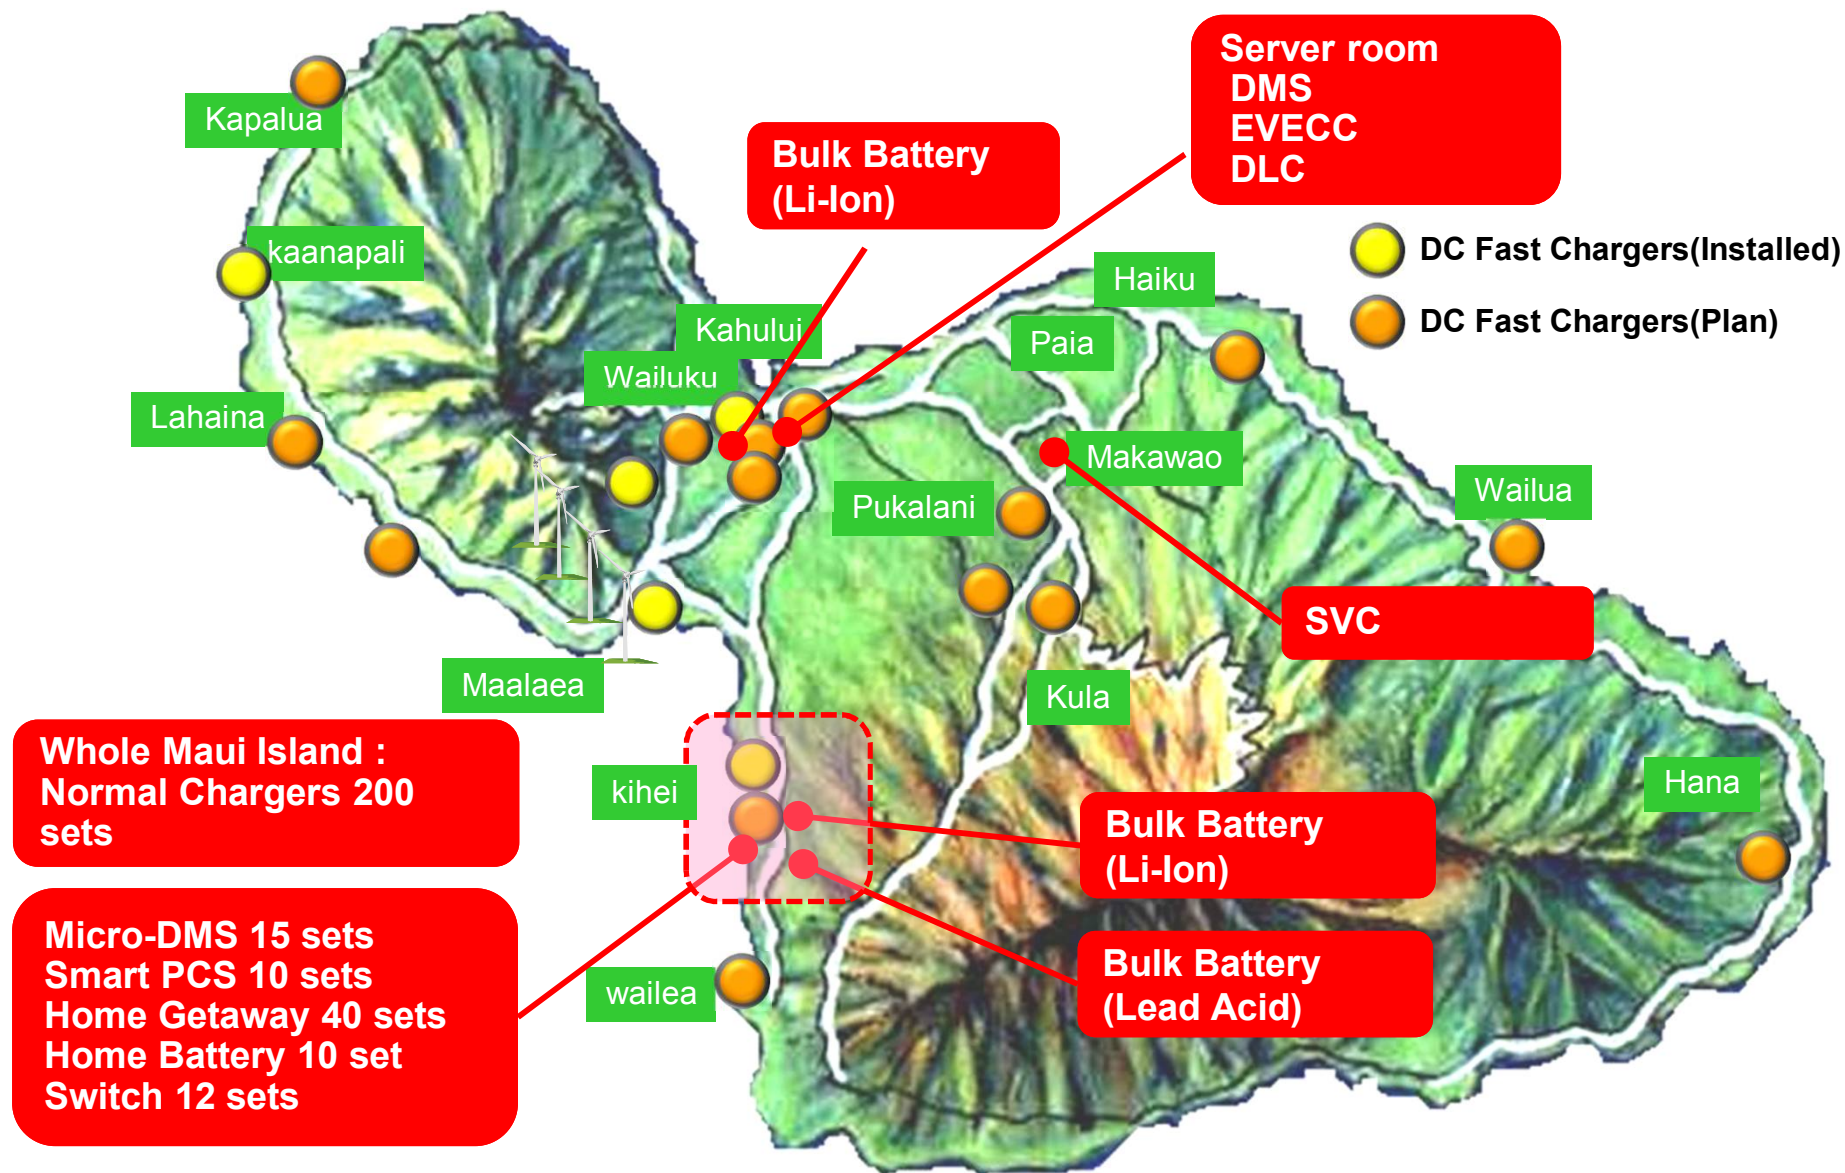 Server room
DMS
EVECC
DLC
Kapalua
Bulk Battery
(Li-Ion)
kaanapali
DC Fast Chargers(Installed)
Haiku
DC Fast Chargers(Plan)
Kahului
Paia
Wailuku
Lahaina
Makawao
Wailua
Pukalani
SVC
Maalaea
Kula
Whole Maui Island :
Normal Chargers 200
sets
kihei
Hana
Bulk Battery
(Li-Ion)
Micro-DMS 15 sets
Smart PCS 10 sets
Home Getaway 40 sets
Home Battery 10 set
Switch 12 sets
wailea
Bulk Battery
(Lead Acid)